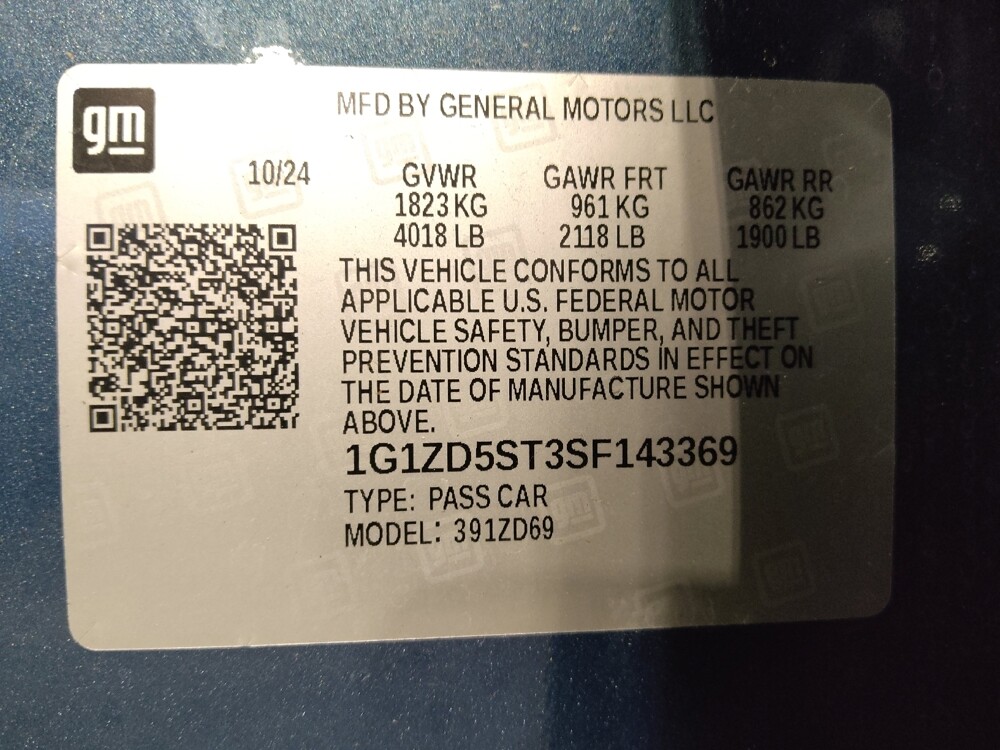 gm
MFD BY GENERAL MOTORS LLC
10/24 GVWR GAWR FRT GAWR RR
1823 KG 961 KG 862 KG
4018 LB 2118 LB 1900 LB
THIS VEHICLE CONFORMS TO ALL
APPLICABLE U.S. FEDERAL MOTOR
VEHICLE SAFETY, BUMPER, AND THEFT
PREVENTION STANDARDS IN EFFECT ON
THE DATE OF MANUFACTURE SHOWN
ABOVE.
1G1ZD5ST3SF143369
TYPE: PASS CAR
MODEL: 391ZD69